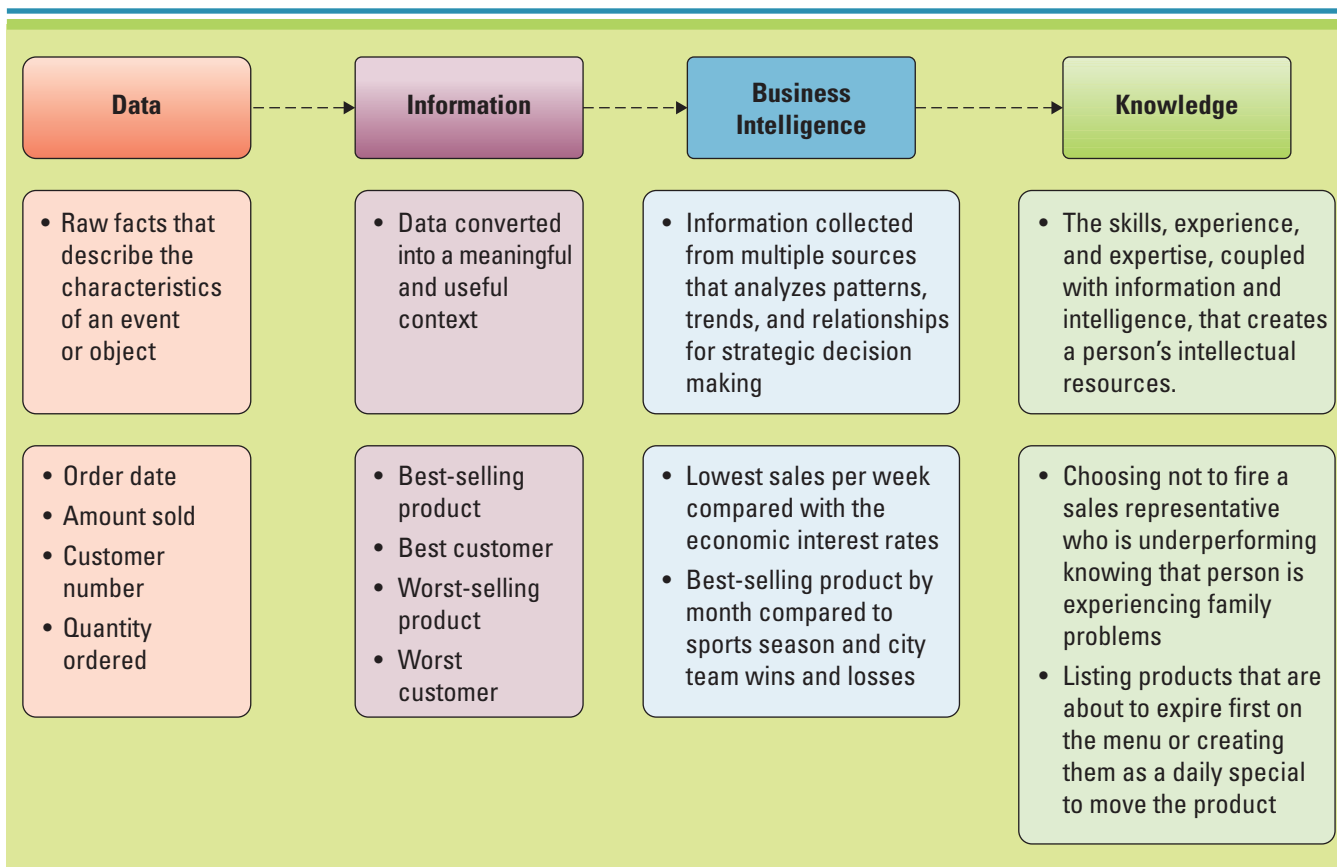 Data
Information
Business
Intelligence
Knowledge
• Raw facts that
describe the
characteristics
of an event
or object
• Data converted
into a meaningful
and useful
context
• Information collected
from multiple sources
that analyzes patterns,
trends, and relationships
for strategic decision
making
• The skills, experience,
and expertise, coupled
with information and
intelligence, that creates
a person’s intellectual
resources.
• Order date
• Amount sold
• Customer
number
• Quantity
ordered
• Best-selling
product
• Best customer
• Worst-selling
product
• Worst
customer
• Lowest sales per week
compared with the
economic interest rates
• Best-selling product by
month compared to
sports season and city
team wins and losses
• Choosing not to fire a
sales representative
who is underperforming
knowing that person is
experiencing family
problems
• Listing products that are
about to expire first on
the menu or creating
them as a daily special
to move the product